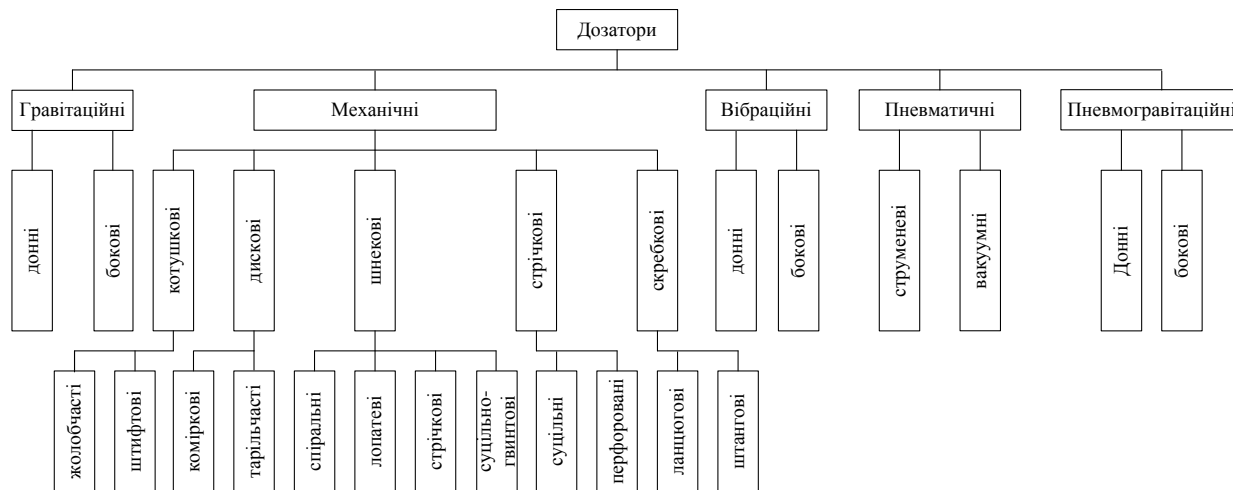 Дозатори
Гравітаційні
Механічні
Вібраційні
Пневматичні
Пневмогравітаційні
донні
бокові
котушкові
дискові
шнекові
стрічкові
скребкові
донні
бокові
струменеві
вакуумні
Донні
бокові
жолобчасті
штифтові
коміркові
тарільчасті
спіральні
лопатеві
стрічкові
суцільно-
гвинтові
суцільні
перфоровані
ланцюгові
штангові